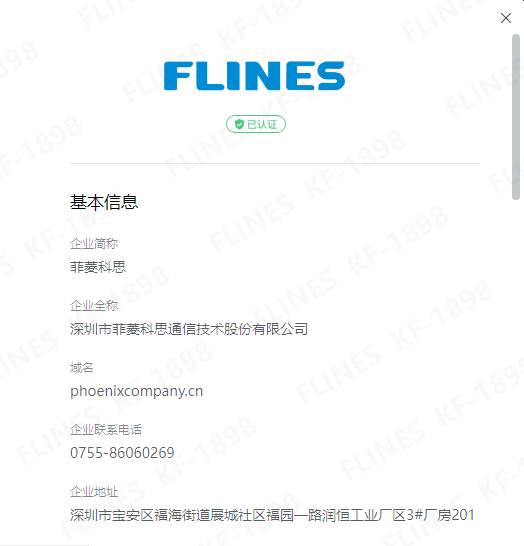 FLINES
已认证
基本信息
企业简称
菲菱科思
企业全称
深圳市菲菱科思通信技术股份有限公司
域名
phoenixcompany.cn
企业联系电话
0755-86060269
企业地址
深圳市宝安区福海街道展城社区福园一路润恒工业厂区3#厂房201
FLINES KF-1898